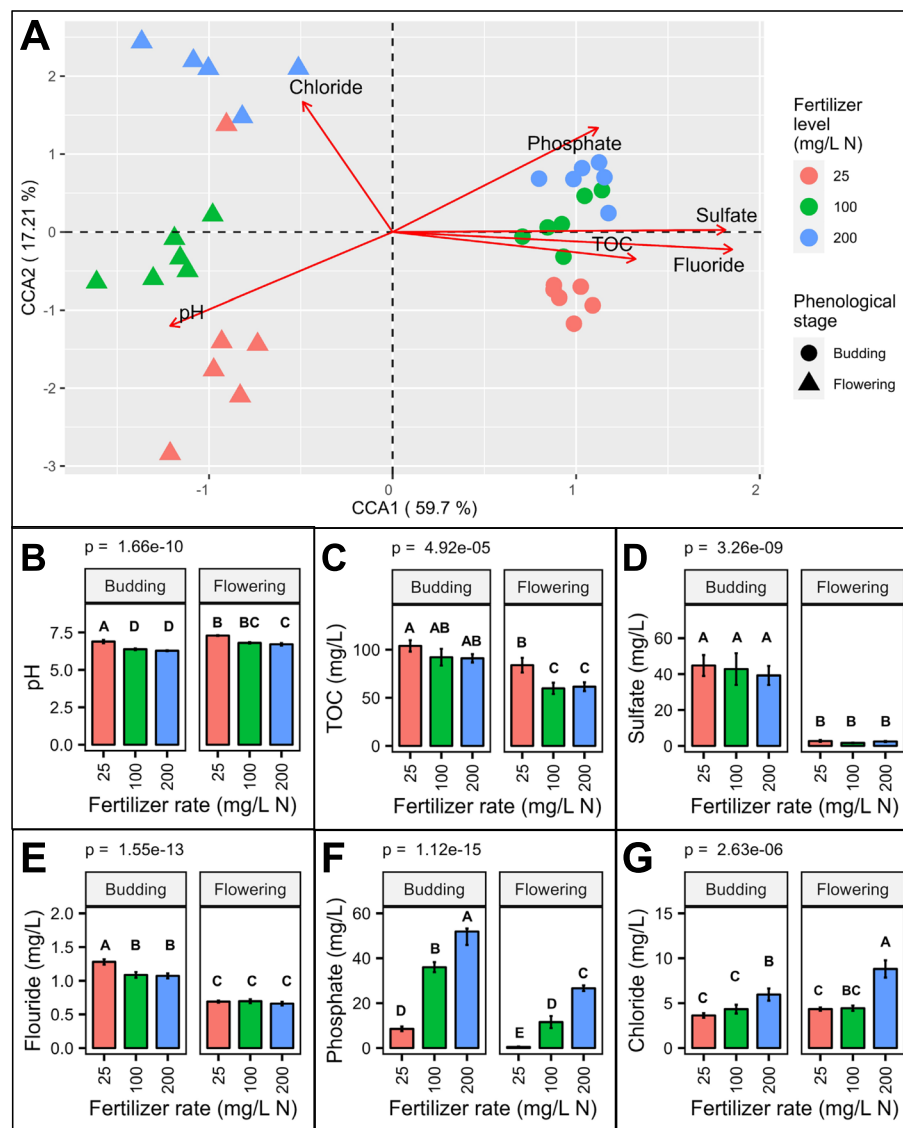 A
Chloride
Phosphate
Sulfate
TOC
Fluoride
pH
2
1
0
-1
-2
-3
CCA2 ( 17.21 %)
-1
0
1
2
CCA1 ( 59.7 %)
Fertilizer
level
(mg/L N)
25
100
200
Phenological
stage
Budding
Flowering
B
p = 1.66e-10
Budding
Flowering
A
D
D
B
BC
C
7.5
5.0
2.5
0.0
pH
25
100
200
25
100
200
Fertilizer rate (mg/L N)
C
p = 4.92e-05
Budding
Flowering
A
AB
AB
B
C
C
100
50
0
TOC (mg/L)
25
100
200
25
100
200
Fertilizer rate (mg/L N)
D
p = 3.26e-09
Budding
Flowering
A
A
A
B
B
B
60
40
20
0
Sulfate (mg/L)
25
100
200
25
100
200
Fertilizer rate (mg/L N)
E
p = 1.55e-13
Budding
Flowering
A
B
B
C
C
C
2.0
1.5
1.0
0.5
0.0
Flouride (mg/L)
25
100
200
25
100
200
Fertilizer rate (mg/L N)
F
p = 1.12e-15
Budding
Flowering
D
B
A
E
D
C
60
40
20
0
Phosphate (mg/L)
25
100
200
25
100
200
Fertilizer rate (mg/L N)
G
p = 2.63e-06
Budding
Flowering
C
C
B
C
BC
A
15
10
5
0
Chloride (mg/L)
25
100
200
25
100
200
Fertilizer rate (mg/L N)